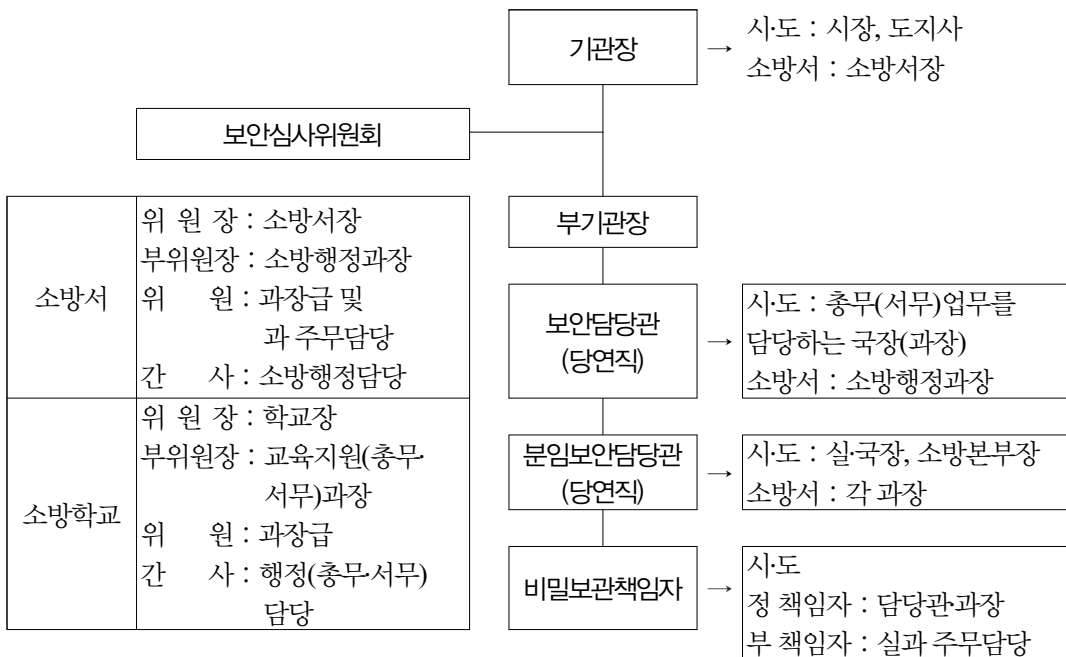 기관장
→
시·도 : 시장, 도지사
소방서 : 소방서장
보안심사위원회
부기관장
소방서
위 원 장 : 소방서장
부위원장 : 소방행정과장
위 원 : 과장급 및
과 주무담당
간 사 : 소방행정담당
소방학교
위 원 장 : 학교장
부위원장 : 교육지원(총무·
서무)과장
위 원 : 과장급
간 사 : 행정(총무·서무)
담당
보안담당관
(당연직)
→
시·도 : 총무(서무)업무를
담당하는 국장(과장)
소방서 : 소방행정과장
분임보안담당관
(당연직)
→
시·도 : 실·국장, 소방본부장
소방서 : 각 과장
비밀보관책임자
→
시·도
정 책임자 : 담당관·과장
부 책임자 : 실과 주무담당